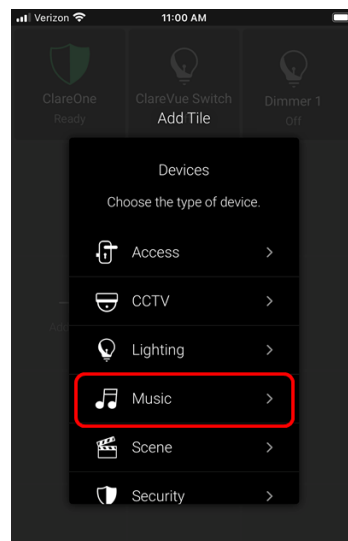 Verizon 11:00 AM
ClareOne ClareVue Switch Dimmer 1
Ready Add Tile Off
Devices
Choose the type of device.
Access
CCTV
Lighting
Music
Scene
Security